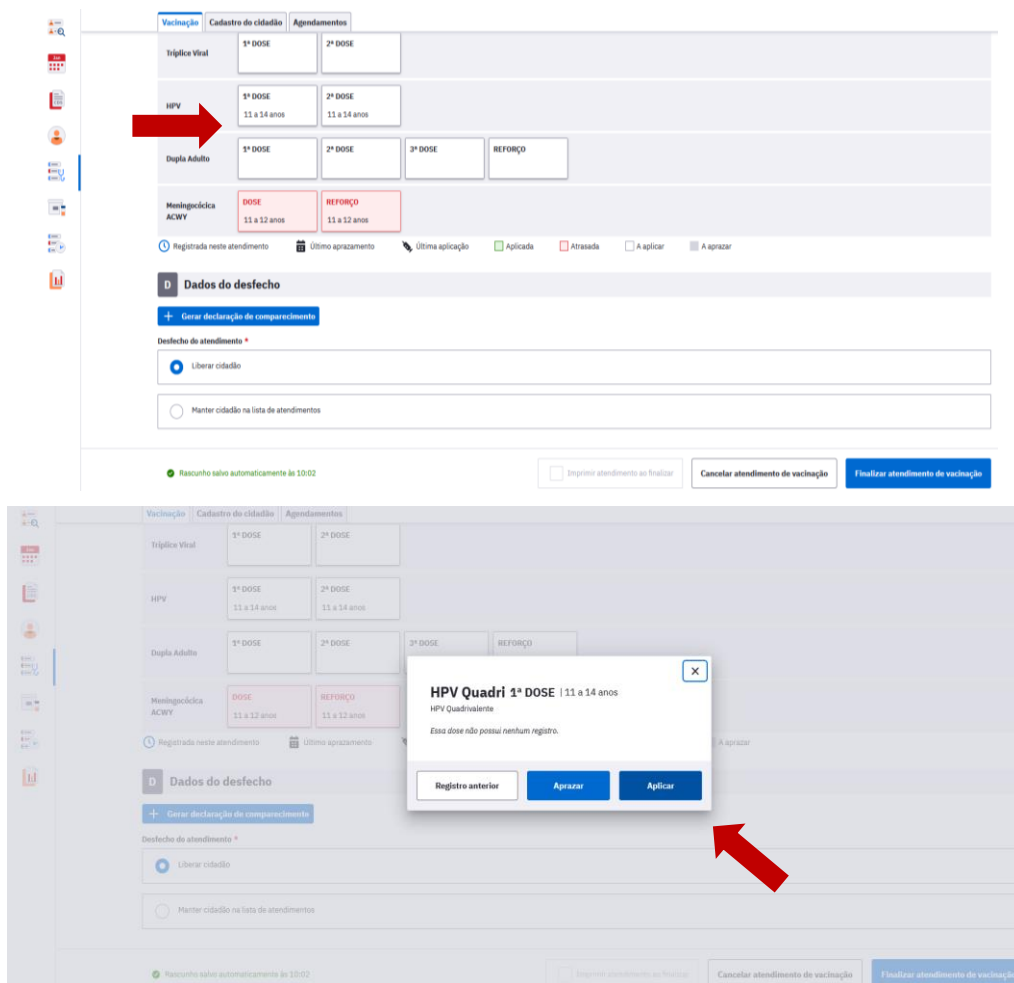 Vacinação Cadastro do cidadão Agendamentos
Tríplice Viral
1ª DOSE
2ª DOSE
HPV
1ª DOSE
11 a 14 anos
2ª DOSE
11 a 14 anos
Dupla Adulto
1ª DOSE
2ª DOSE
3ª DOSE
REFORÇO
Meningocócica
ACWY
DOSE
11 a 12 anos
REFORÇO
11 a 12 anos
Registrada neste atendimento Último aprazamento Última aplicação Aplicada Atrasada A aplicar A aprazar
D Dados do desfecho
+ Gerar declaração de comparecimento
Desfecho do atendimento *
Liberar cidadão
Manter cidadão na lista de atendimentos
Rascunho salvo automaticamente às 10:02
Imprimir atendimento ao finalizar
Cancelar atendimento de vacinação
Finalizar atendimento de vacinação
Vacinação Cadastro do cidadão Agendamentos
Tríplice Viral
1ª DOSE
2ª DOSE
HPV
1ª DOSE
11 a 14 anos
2ª DOSE
11 a 14 anos
Dupla Adulto
1ª DOSE
2ª DOSE
3ª DOSE
REFORÇO
Meningocócica
ACWY
DOSE
11 a 12 anos
REFORÇO
11 a 12 anos
HPV Quadri 1ª DOSE | 11 a 14 anos
HPV Quadrivalente
Essa dose não possui nenhum registro.
Registro anterior Aprazar Aplicar
Registrada neste atendimento Último aprazamento A aprazar
D Dados do desfecho
+ Gerar declaração de comparecimento
Desfecho do atendimento *
Liberar cidadão
Manter cidadão na lista de atendimentos
Rascunho salvo automaticamente às 10:02
Imprimir atendimento ao finalizar
Cancelar atendimento de vacinação
Finalizar atendimento de vacinação